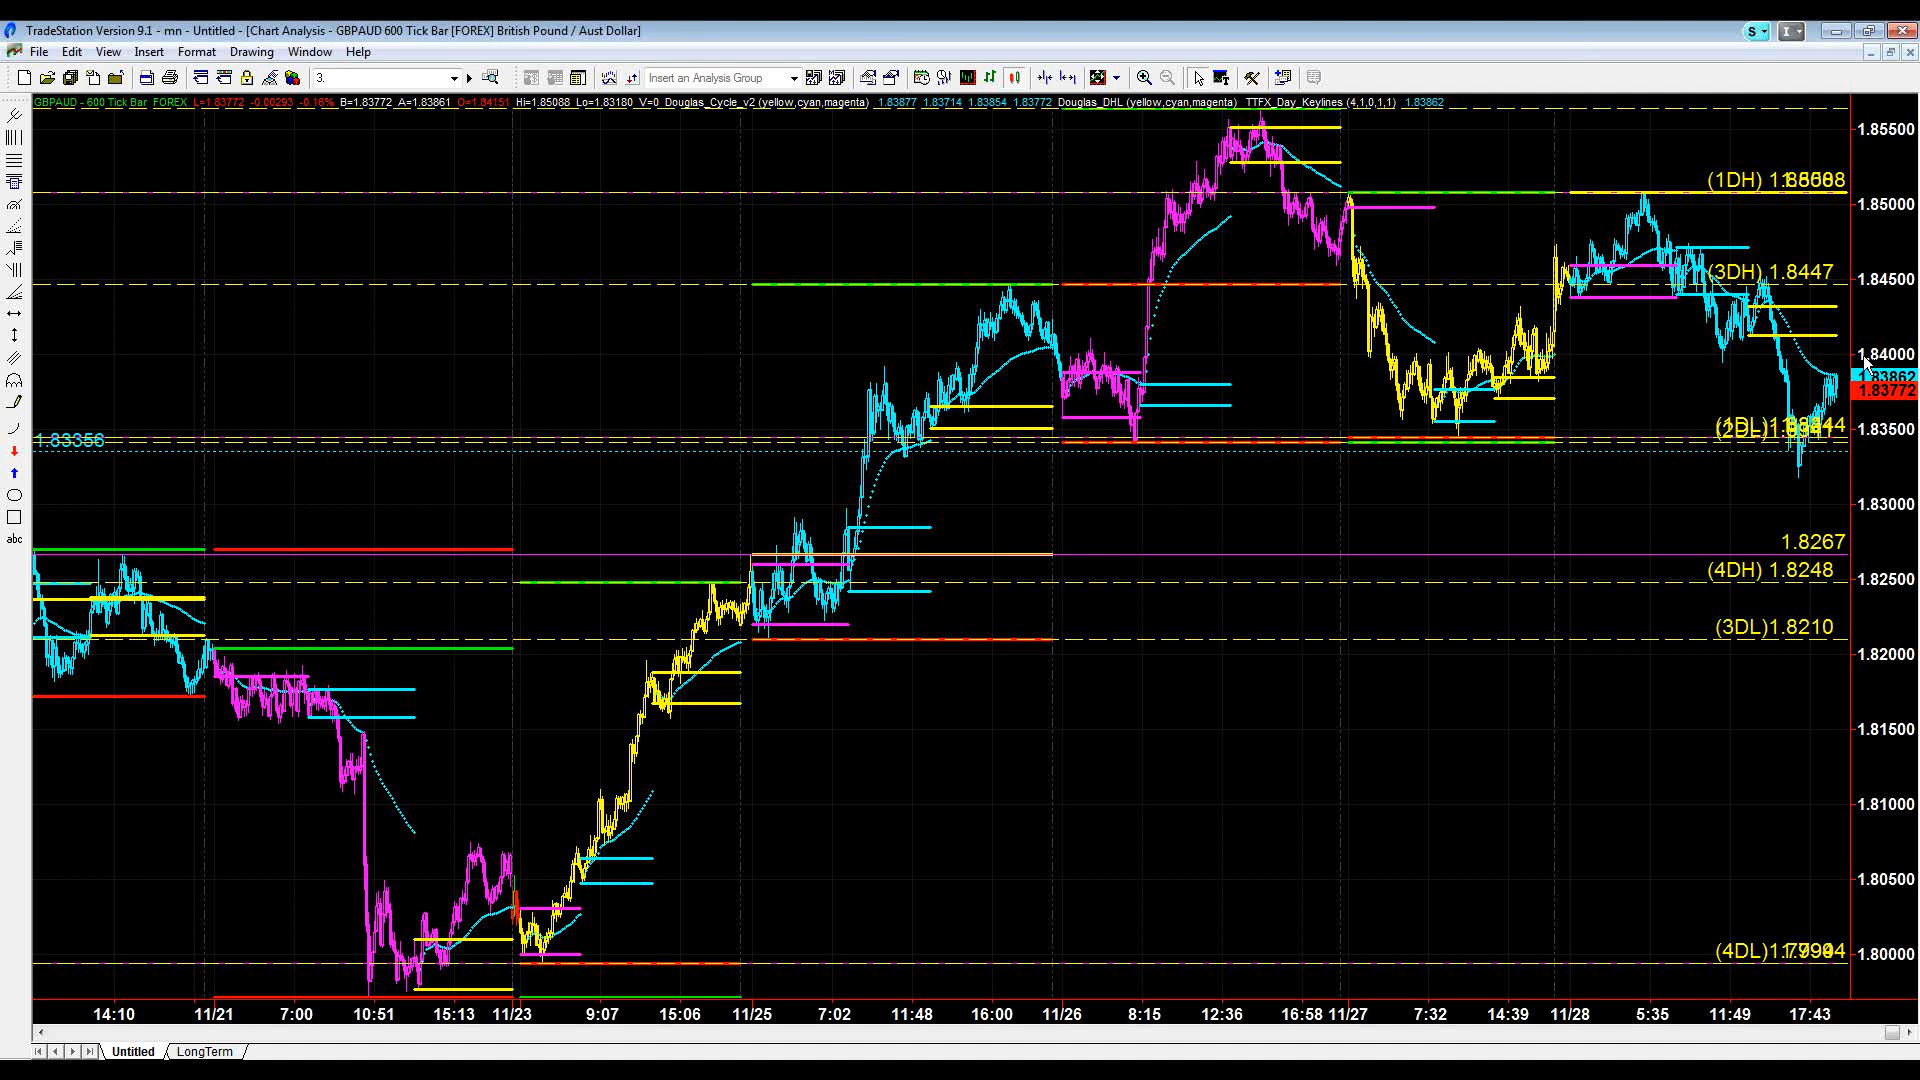 TradeStation Version 9.1 - mn - Untitled - [Chart Analysis - GBPAUD 600 Tick Bar [FOREX] British Pound / Aust Dollar]
S
I
File Edit View Insert Format Drawing Window Help
3.
Insert an Analysis Group
GBPAUD - 600 Tick Bar FOREX L=1.83772 -0.00293 -0.16% B=1.83772 A=1.83861 O=1.84151 Hi=1.85088 Lo=1.83180 V=0 Douglas_Cycle_v2 (yellow,cyan,magenta) 1.83877 1.83714 1.83854 1.83772 Douglas_DHL (yellow,cyan,magenta) TTFX_Day_Keylines (4,1,0,1,1) 1.83862
1.85500
(1DH)
1.85000
(3DH) 1.8447
1.84500
1.84000
1.83862
1.83772
1.83356
(2DL)
1.83500
1.83000
1.8267
(4DH) 1.8248
1.82500
(3DL)1.8210
1.82000
1.81500
1.81000
1.80500
(4DL)
1.80000
abc
14:10 11/21 7:00 10:51 15:13 11/23 9:07 15:06 11/25 7:02 11:48 16:00 11/26 8:15 12:36 16:58 11/27 7:32 14:39 11/28 5:35 11:49 17:43
Untitled LongTerm